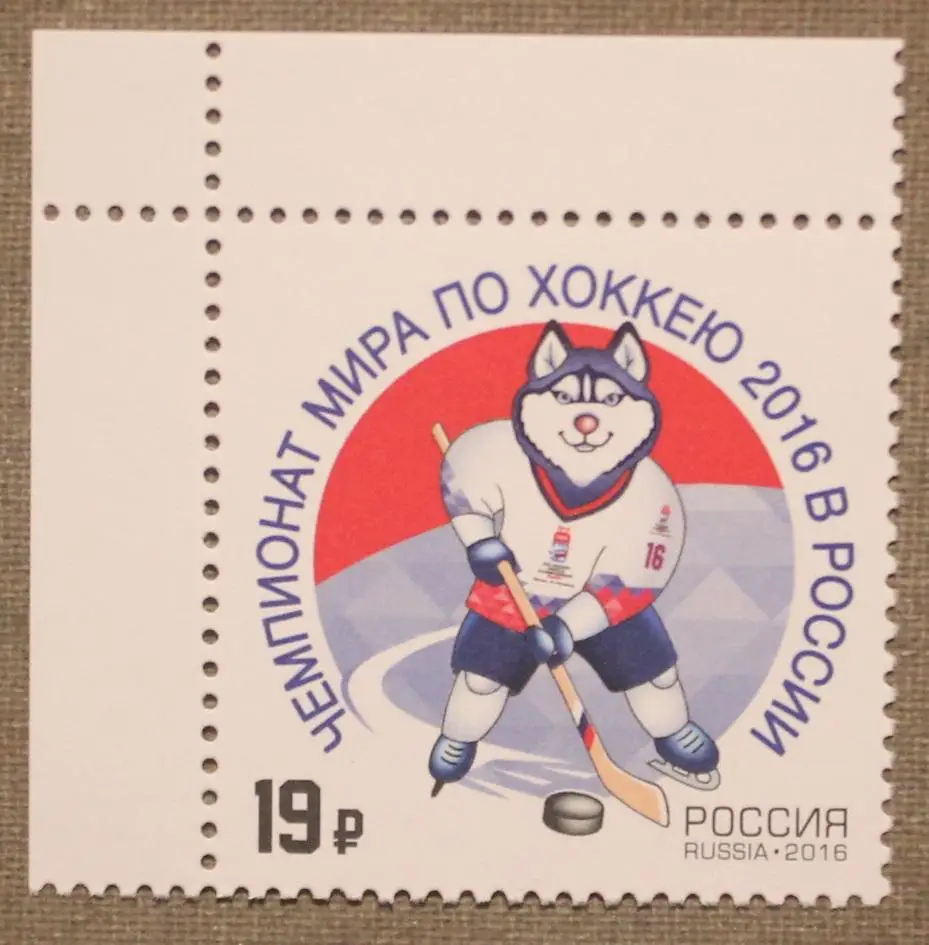 ЧЕМПИОНАТ МИРА ПО ХОККЕЮ 2016 В РОССИИ
16
19 ₽
РОССИЯ
RUSSIA • 2016